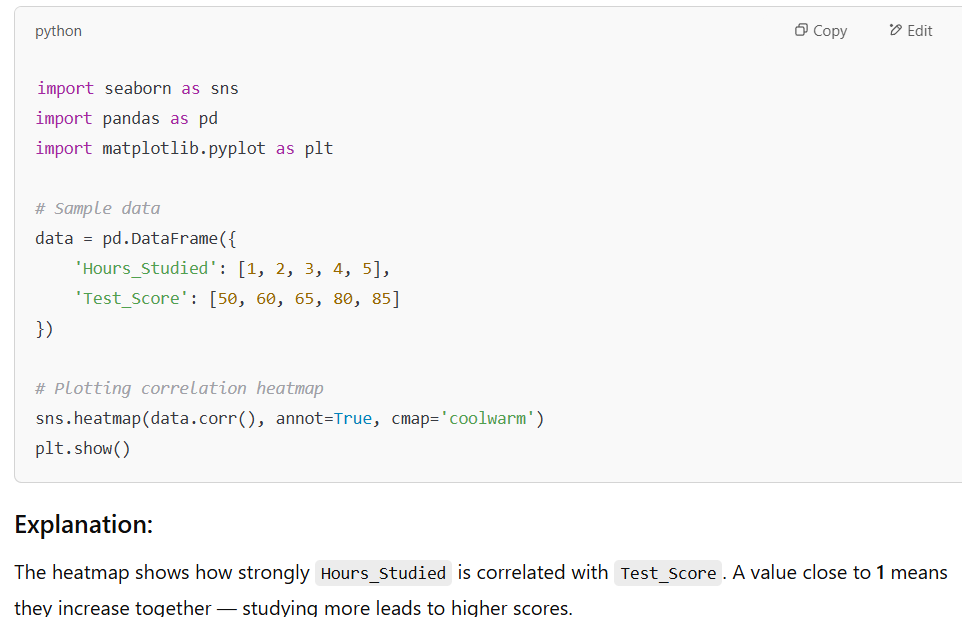 python Copy Edit
import seaborn as sns
import pandas as pd
import matplotlib.pyplot as plt
# Sample data
data = pd.DataFrame({
    'Hours_Studied': [1, 2, 3, 4, 5],
    'Test_Score': [50, 60, 65, 80, 85]
})
# Plotting correlation heatmap
sns.heatmap(data.corr(), annot=True, cmap='coolwarm')
plt.show()
Explanation:
The heatmap shows how strongly Hours_Studied is correlated with Test_Score. A value close to 1 means
they increase together — studying more leads to higher scores.